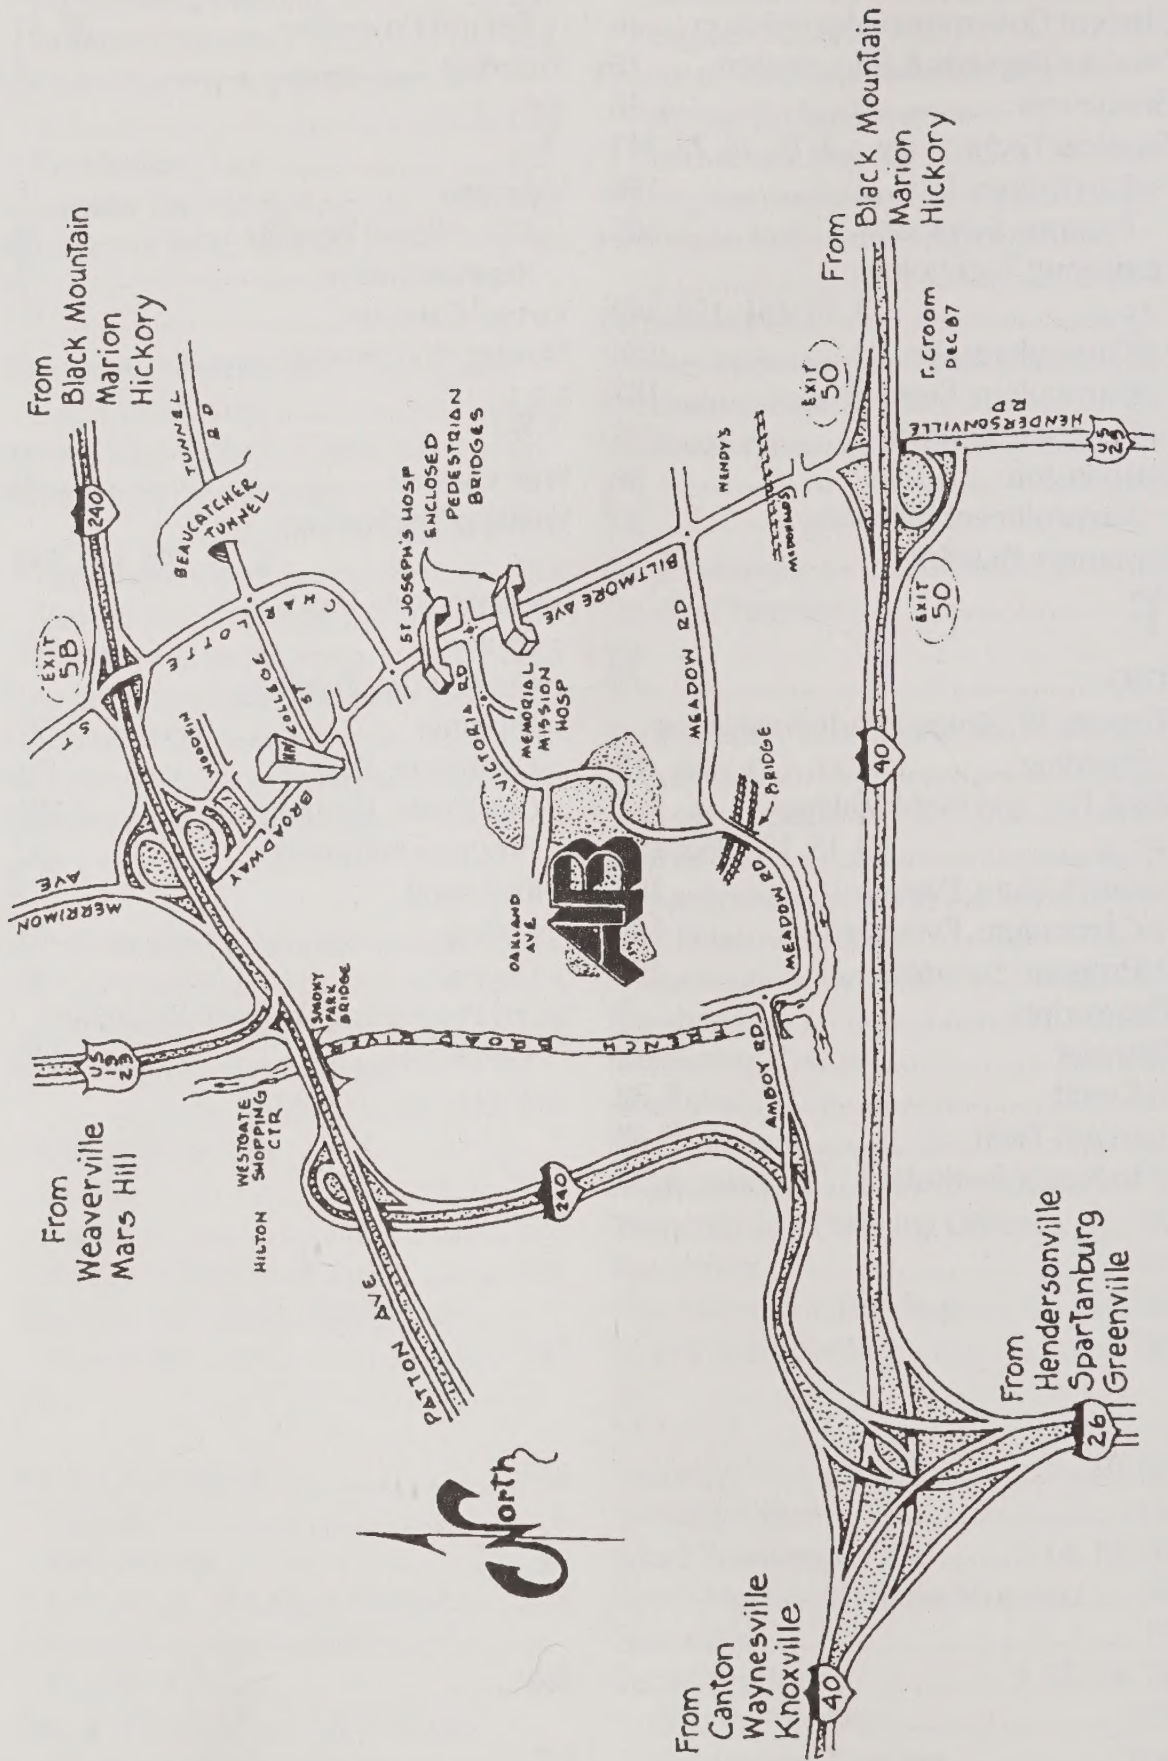 From
Black Mountain
Marion
Hickory
240
TUNNEL
RD
BEAUCATCHER
TUNNEL
EXIT
5B
CHARLOTTE
ST
COLLEGE
ST
WOODFIN
BROADWAY
MERRIMON
AVE
ST JOSEPH'S HOSP
ENCLOSED
PEDESTRIAN
BRIDGES
VICTORIA RD
MEMORIAL
MISSION
HOSP
BILTMORE AVE
MEADOW RD
WENDY'S
MCDONALDS
EXIT
50
From
Black Mountain
Marion
Hickory
r. Croom
DEC 87
HENDERSONVILLE
RD
US
25
EXIT
50
40
OAKLAND
AVE
AB
BRIDGE
MEADOW RD
AMBOY RD
FRENCH BROAD RIVER
SMOKY
PARK
BRIDGE
US
19
23
From
Weaverville
Mars Hill
WESTGATE
SHOPPING
CTR
HILTON
240
PATTON AVE
North
From
Hendersonville
Spartanburg
Greenville
26
From
Canton
Waynesville
Knoxville
40